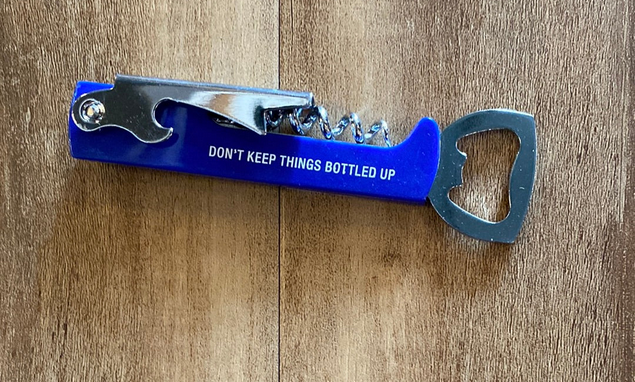 DON'T KEEP THINGS BOTTLED UP